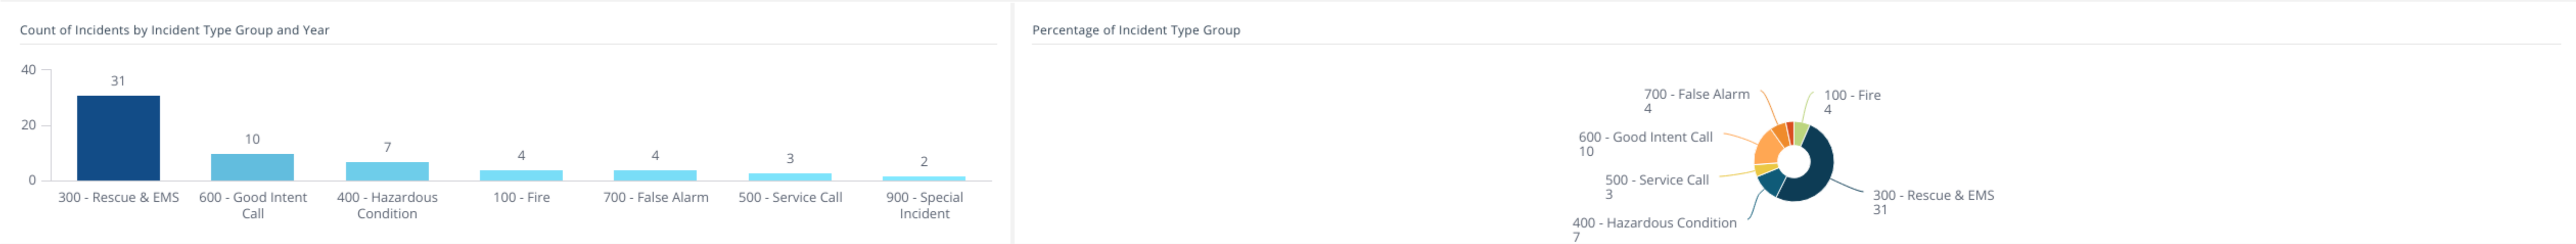 Count of Incidents by Incident Type Group and Year
40
20
0
31
10
7
4
4
3
2
300 - Rescue & EMS
600 - Good Intent
Call
400 - Hazardous
Condition
100 - Fire
700 - False Alarm
500 - Service Call
900 - Special
Incident
Percentage of Incident Type Group
700 - False Alarm
4
100 - Fire
4
600 - Good Intent Call
10
500 - Service Call
3
300 - Rescue & EMS
31
400 - Hazardous Condition
7